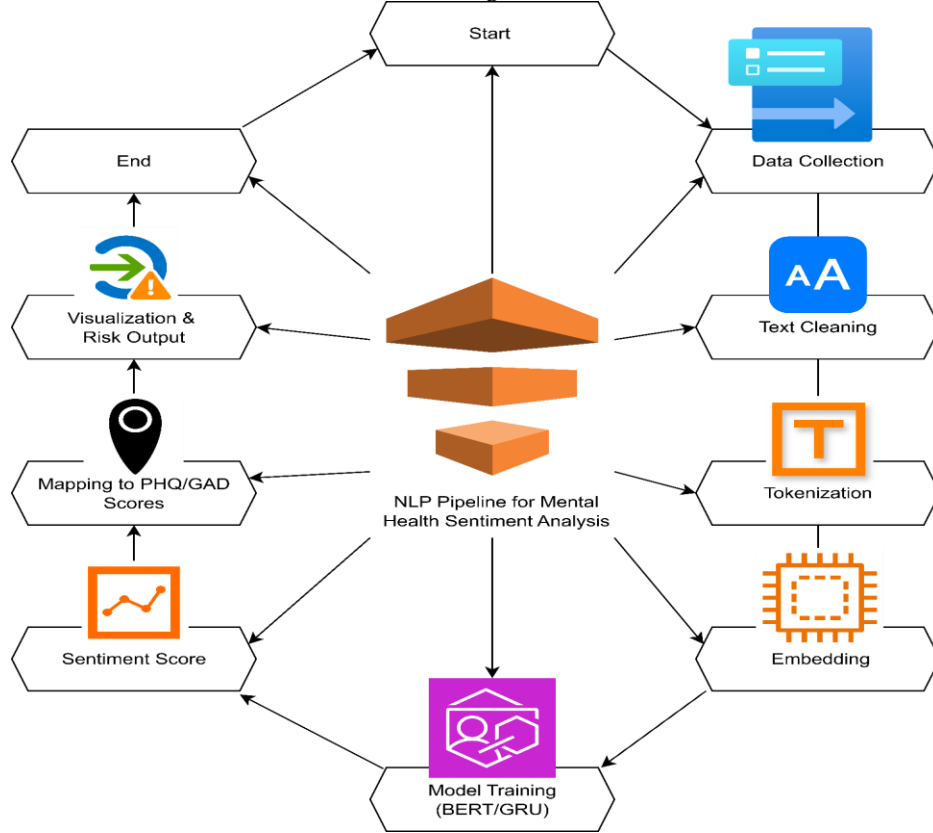 Start
End
Data Collection
Visualization &
Risk Output
AA
Text Cleaning
Mapping to PHQ/GAD
Scores
NLP Pipeline for Mental
Health Sentiment Analysis
T
Tokenization
Sentiment Score
Embedding
Model Training
(BERT/GRU)